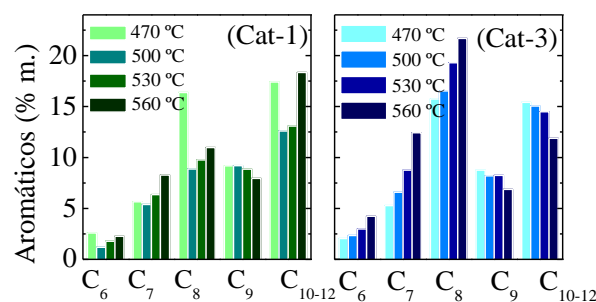 Aromáticos (% m.)
20
15
10
5
0
470 ºC
500 ºC
530 ºC
560 ºC
(Cat-1)
C₆ C₇ C₈ C₉ C₁₀₋₁₂
470 ºC
500 ºC
530 ºC
560 ºC
(Cat-3)
C₆ C₇ C₈ C₉ C₁₀₋₁₂